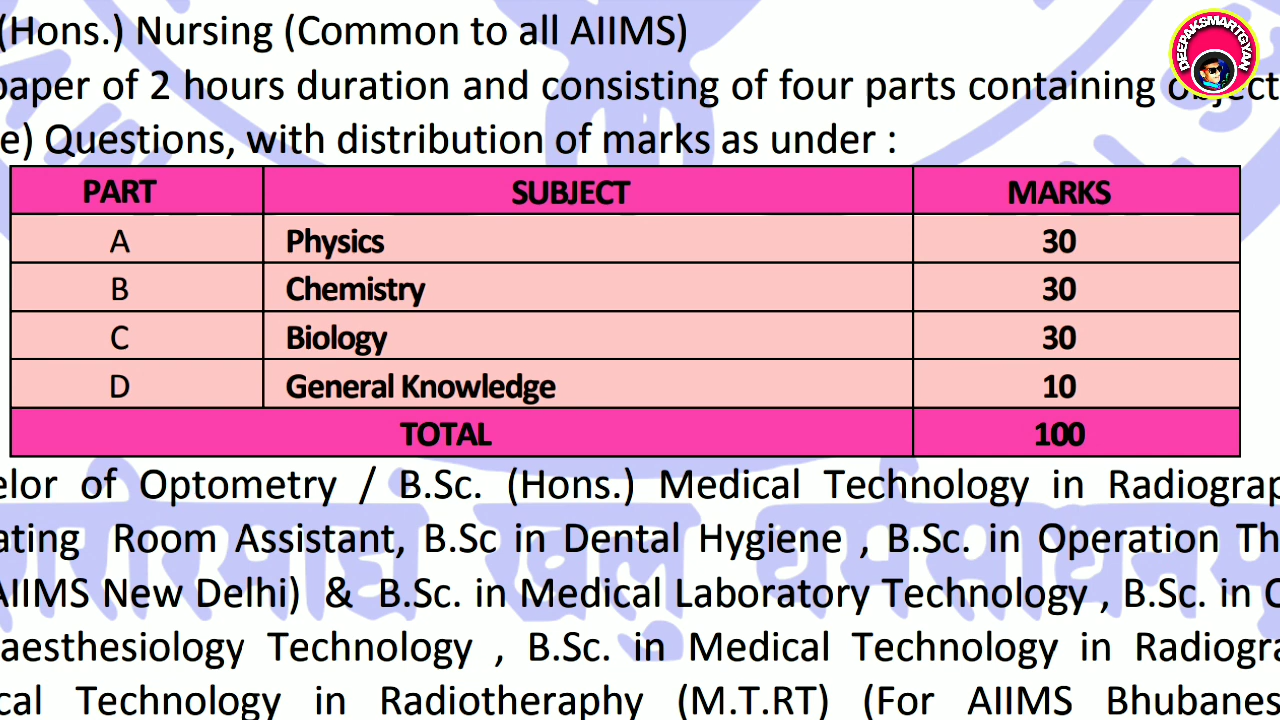 (Hons.) Nursing (Common to all AIIMS)
DEEPAKSMARTGYAN
paper of 2 hours duration and consisting of four parts containing object
e) Questions, with distribution of marks as under :
PART SUBJECT MARKS
A Physics 30
B Chemistry 30
C Biology 30
D General Knowledge 10
TOTAL 100
elor of Optometry / B.Sc. (Hons.) Medical Technology in Radiograp
ating Room Assistant, B.Sc in Dental Hygiene , B.Sc. in Operation Th
AIIMS New Delhi) & B.Sc. in Medical Laboratory Technology , B.Sc. in
aesthesiology Technology , B.Sc. in Medical Technology in Radiogra
cal Technology in Radiotheraphy (M.T.RT) (For AIIMS Bhubanes